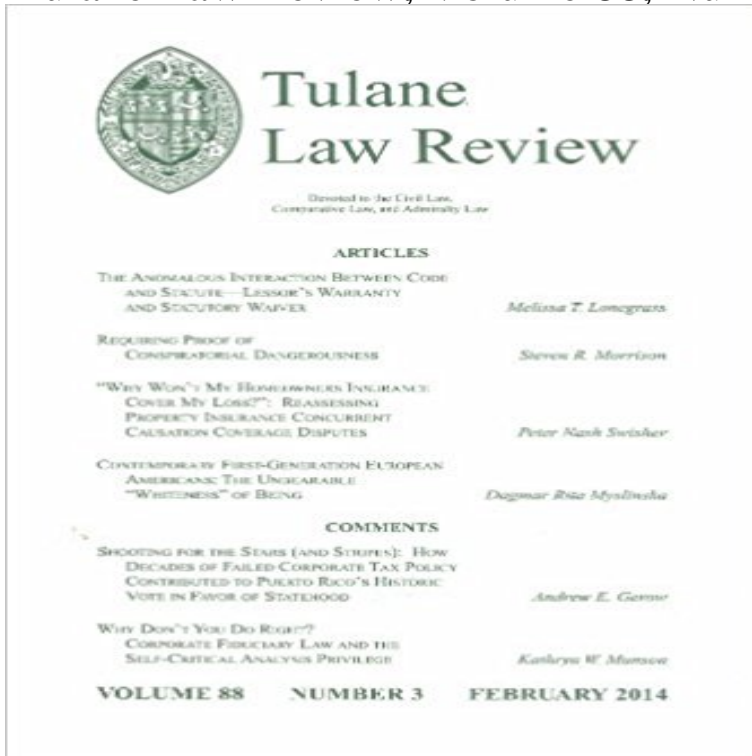 Tulane
Law Review
Devoted to the Civil Law,
Comparative Law, and Admiralty Law
ARTICLES
THE ANOMALOUS INTERACTION BETWEEN CODE
AND STATUTE—LESSOR'S WARRANTY
AND STATUTORY WAIVER Melissa T. Lonegrass
REQUIRING PROOF OF
CONSPIRATORIAL DANGEROUSNESS Steven R. Morrison
"WHY WON'T MY HOMEOWNERS INSURANCE
COVER MY LOSS?": REASSESSING
PROPERTY INSURANCE CONCURRENT
CAUSATION COVERAGE DISPUTES Peter Nash Swisher
CONTEMPORARY FIRST-GENERATION EUROPEAN
AMERICANS: THE UNBEARABLE
"WHITENESS" OF BEING Dagmar Rita Myslinska
COMMENTS
SHOOTING FOR THE STARS (AND STRIPES): HOW
DECADES OF FAILED CORPORATE TAX POLICY
CONTRIBUTED TO PUERTO RICO'S HISTORIC
VOTE IN FAVOR OF STATEHOOD Andrew E. Gerow
WHY DON'T YOU DO RIGHT?
CORPORATE FIDUCIARY LAW AND THE
SELF-CRITICAL ANALYSIS PRIVILEGE Kathryn W. Munson
VOLUME 88 NUMBER 3 FEBRUARY 2014